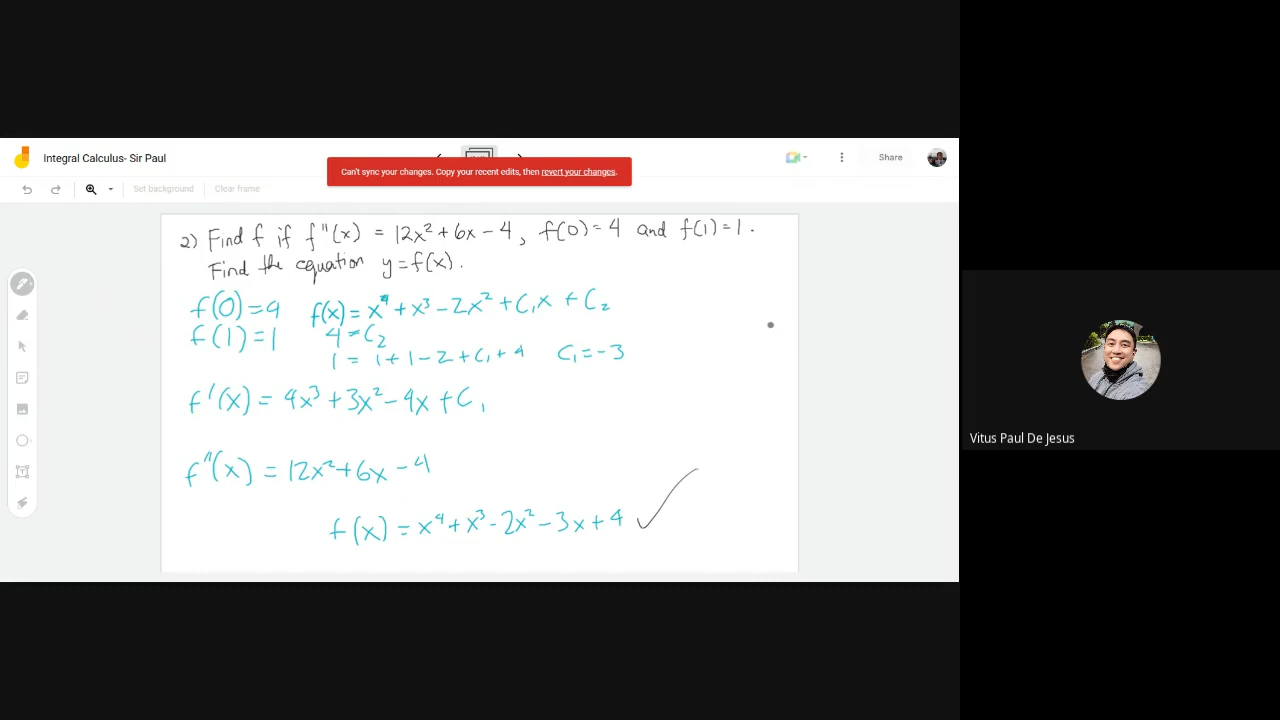 Integral Calculus- Sir Paul
Share
Can't sync your changes. Copy your recent edits, then revert your changes.
Set background
Clear frame
2) Find f if f"(x) = 12x² + 6x - 4, f(0) = 4 and f(1) = 1.
Find the equation y = f(x).
f(0) = 4 f(x) = x⁴ + x³ - 2x² + C₁x + C₂
f(1) = 1 4 = C₂
1 = 1 + 1 - 2 + C₁ + 4 C₁ = -3
f'(x) = 4x³ + 3x² - 4x + C₁
f"(x) = 12x² + 6x - 4
f(x) = x⁴ + x³ - 2x² - 3x + 4
Vitus Paul De Jesus